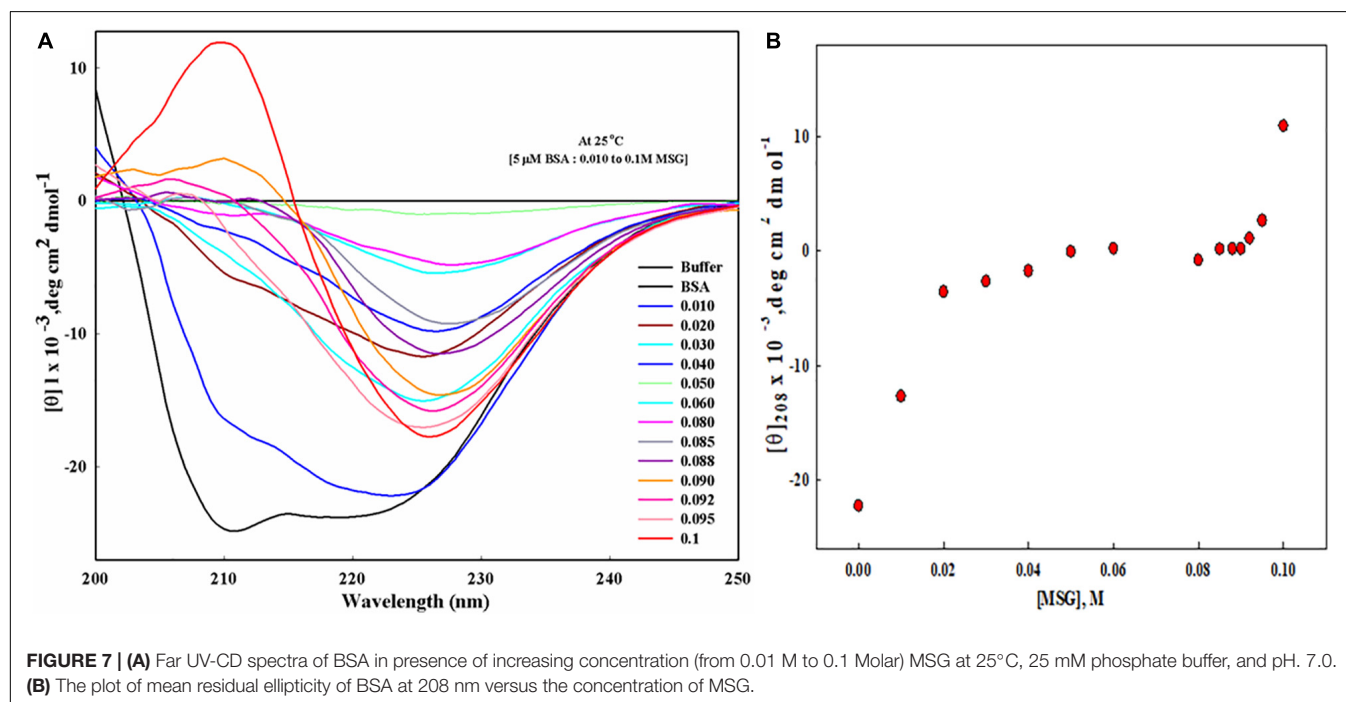 A
10
0
-10
-20
[θ] l x 10⁻³,deg cm2 dmol⁻¹
At 25°C
[5 µM BSA : 0.010 to 0.1M MSG]
Buffer
BSA
0.010
0.020
0.030
0.040
0.050
0.060
0.080
0.085
0.088
0.090
0.092
0.095
0.1
200
210
220
230
240
250
Wavelength (nm)
B
10
0
-10
-20
[θ]₂₀₈ x 10⁻³,deg cm² dmol⁻¹
0.00
0.02
0.04
0.06
0.08
0.10
[MSG], M
FIGURE 7 | (A) Far UV-CD spectra of BSA in presence of increasing concentration (from 0.01 M to 0.1 Molar) MSG at 25°C, 25 mM phosphate buffer, and pH. 7.0.
(B) The plot of mean residual ellipticity of BSA at 208 nm versus the concentration of MSG.